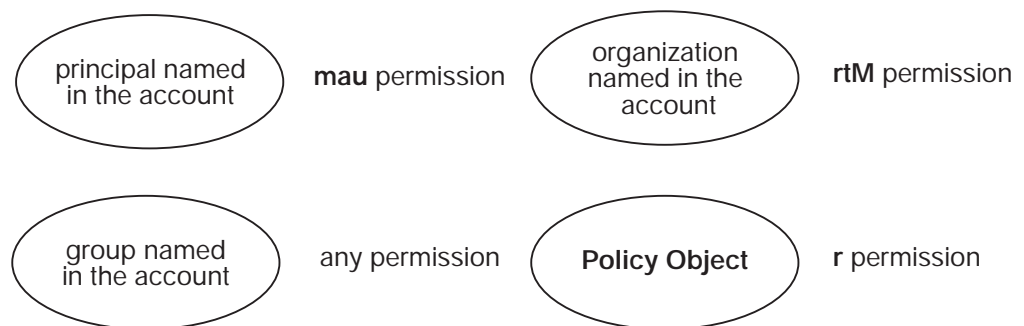 principal named
in the account
mau permission
organization
named in the
account
rtM permission
group named
in the account
any permission
Policy Object
r permission